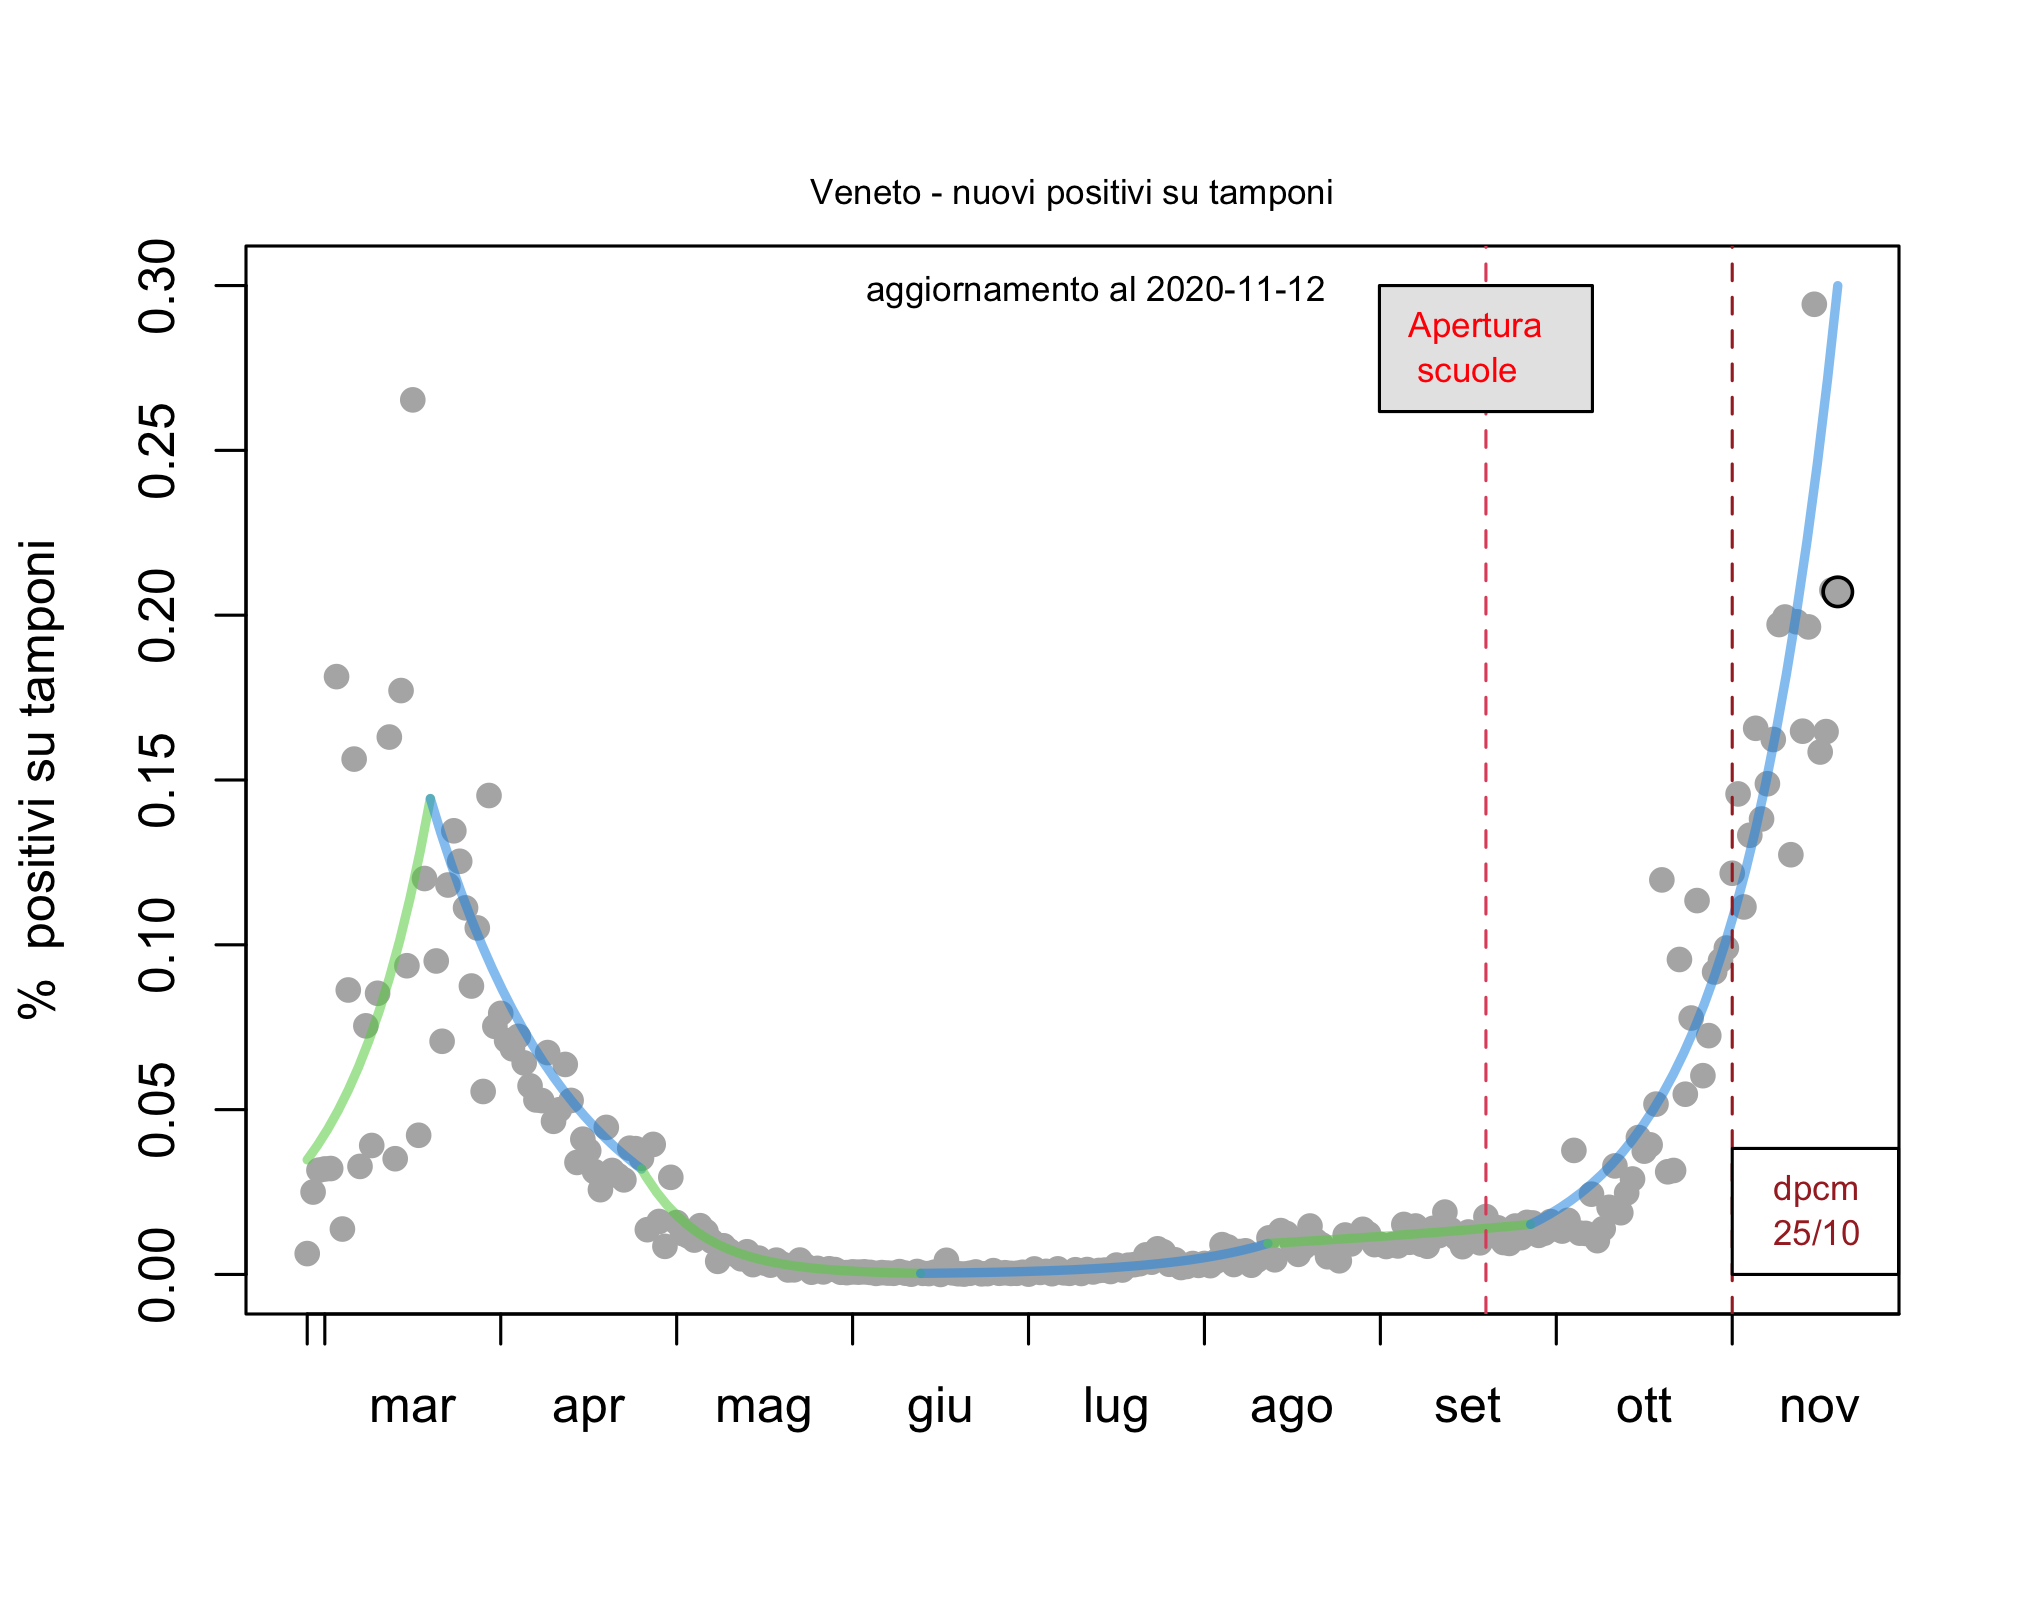 Veneto - nuovi positivi su tamponi
aggiornamento al 2020-11-12
Apertura
scuole
% positivi su tamponi
0.30
0.25
0.20
0.15
0.10
0.05
0.00
dpcm
25/10
mar apr mag giu lug ago set ott nov